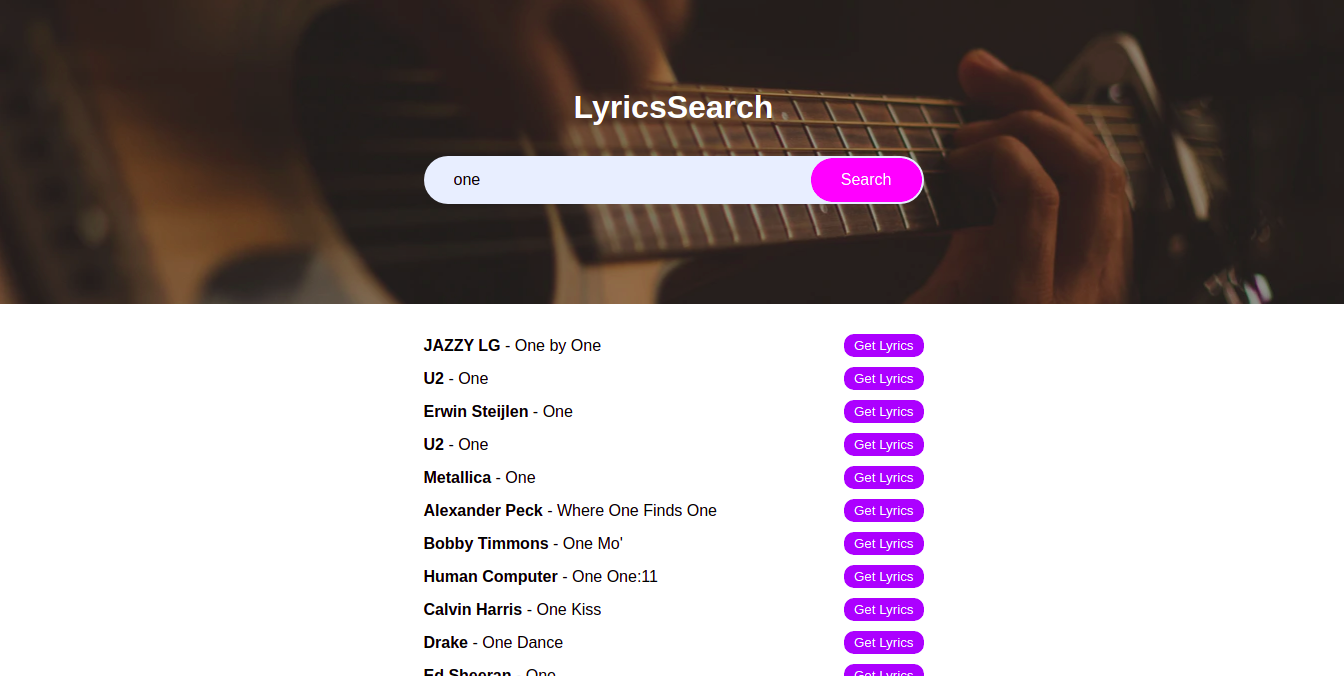 LyricsSearch
one Search
JAZZY LG - One by One Get Lyrics
U2 - One Get Lyrics
Erwin Steijlen - One Get Lyrics
U2 - One Get Lyrics
Metallica - One Get Lyrics
Alexander Peck - Where One Finds One Get Lyrics
Bobby Timmons - One Mo' Get Lyrics
Human Computer - One One:11 Get Lyrics
Calvin Harris - One Kiss Get Lyrics
Drake - One Dance Get Lyrics
Ed Sheeran - One Get Lyrics